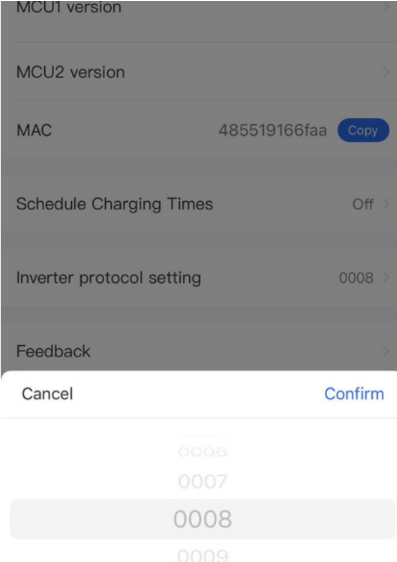 MCU1 version
MCU2 version
MAC 485519166faa Copy
Schedule Charging Times Off
Inverter protocol setting 0008
Feedback
Cancel Confirm
0006
0007
0008
0009